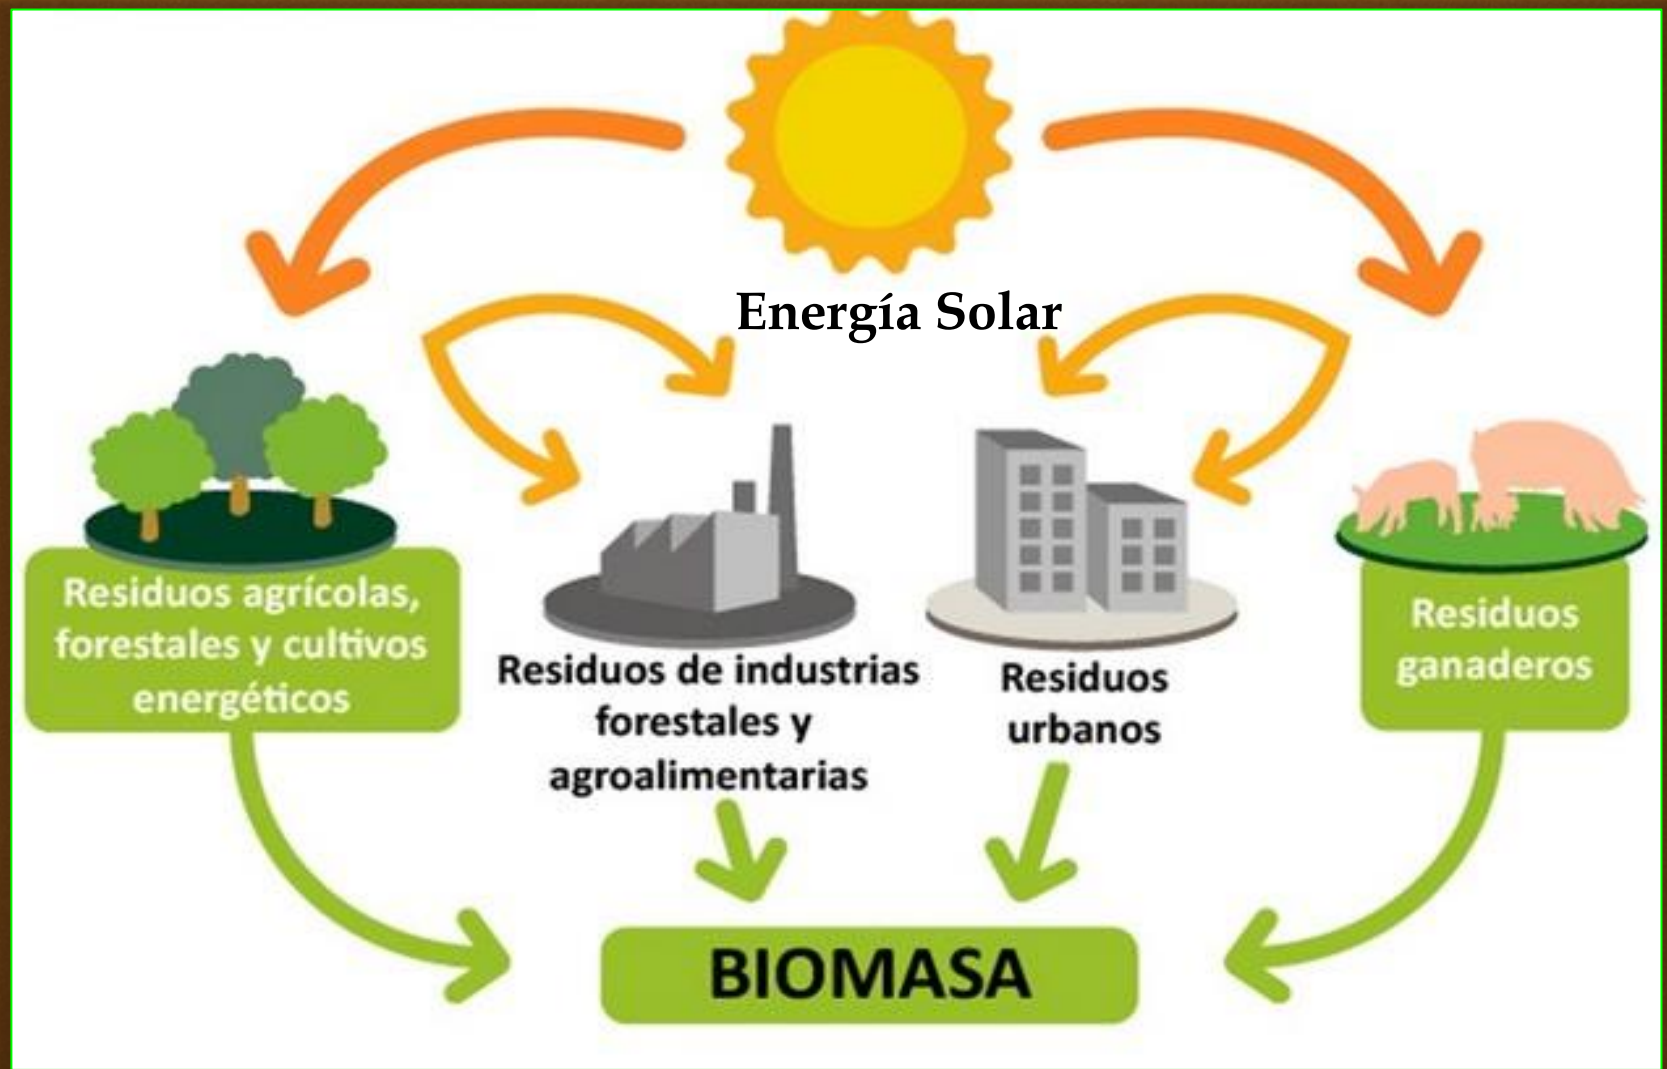 Energía Solar
Residuos agrícolas,
forestales y cultivos
energéticos
Residuos de industrias
forestales y
agroalimentarias
Residuos
urbanos
Residuos
ganaderos
BIOMASA